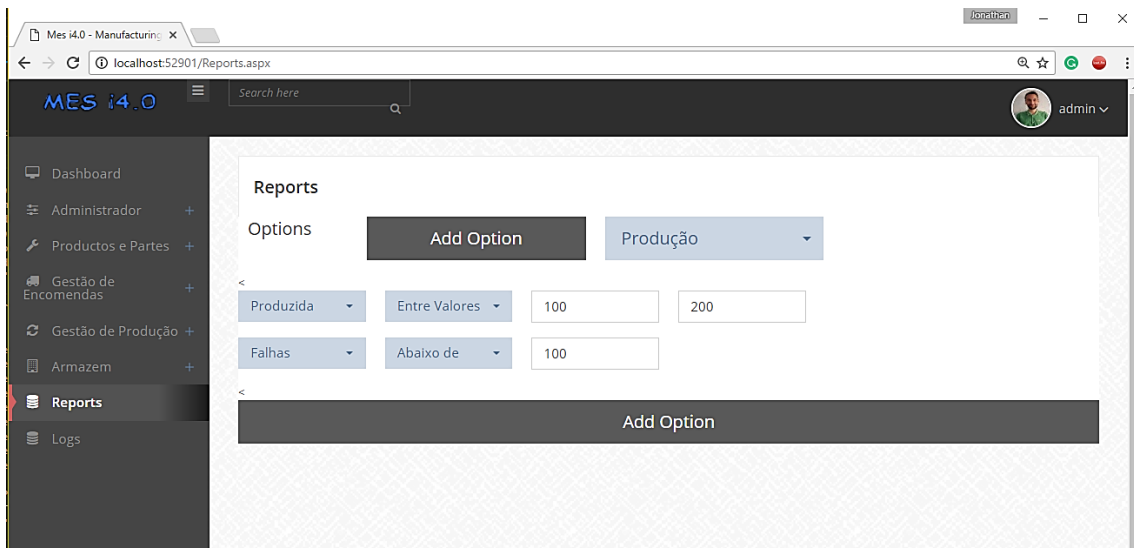 Jonathan
Mes i4.0 - Manufacturing
localhost:52901/Reports.aspx
MES i4.0
Search here
admin
Dashboard
Administrador +
Productos e Partes +
Gestão de
Encomendas +
Gestão de Produção +
Armazem +
Reports
Logs
Reports
Options
Add Option
Produção
<
Produzida
Entre Valores
100
200
Falhas
Abaixo de
100
<
Add Option